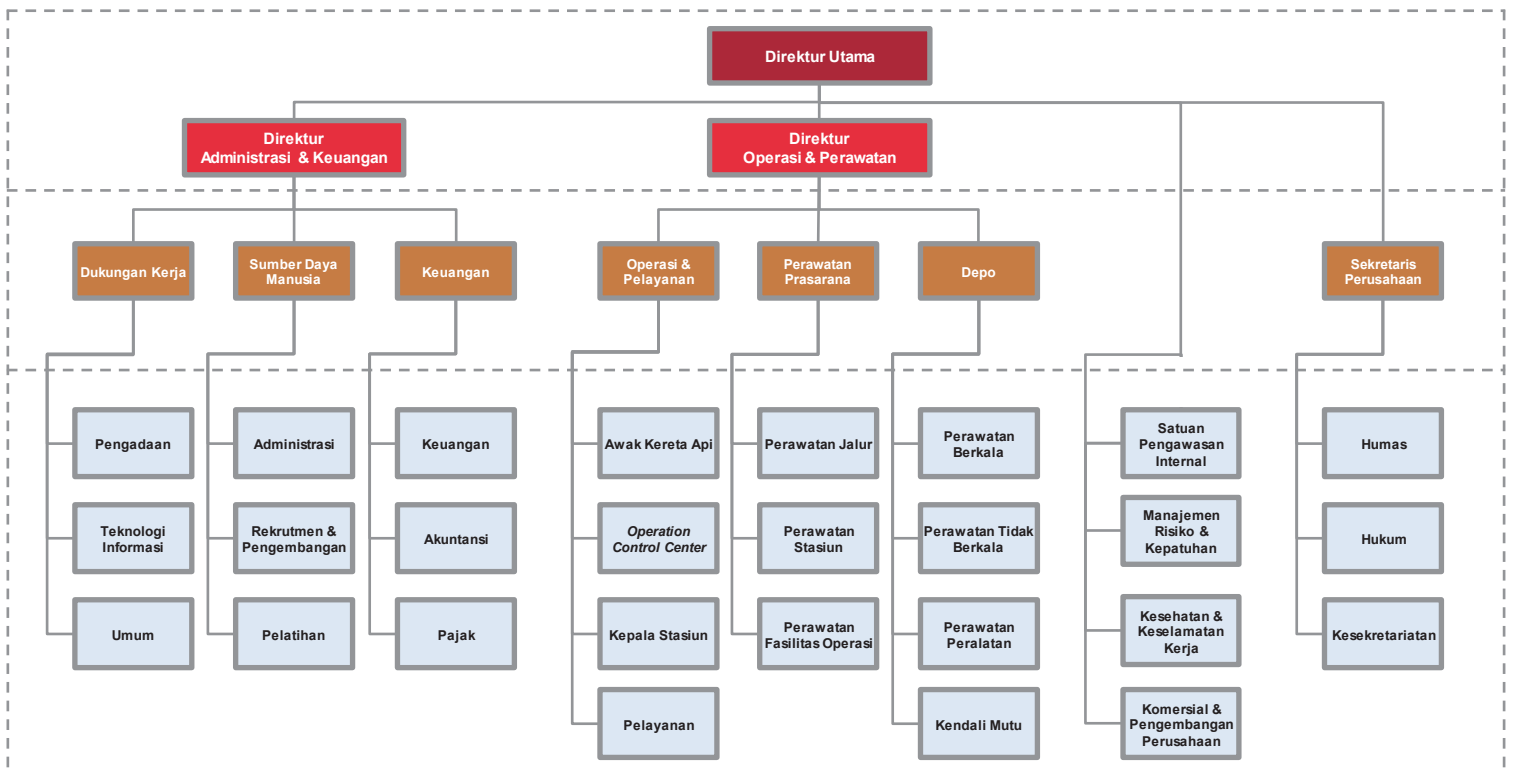 Direktur Utama
Direktur
Administrasi & Keuangan
Direktur
Operasi & Perawatan
Dukungan Kerja
Sumber Daya
Manusia
Keuangan
Operasi &
Pelayanan
Perawatan
Prasarana
Depo
Sekretaris
Perusahaan
Pengadaan
Administrasi
Keuangan
Awak Kereta Api
Perawatan Jalur
Perawatan
Berkala
Satuan
Pengawasan
Internal
Humas
Teknologi
Informasi
Rekrutmen &
Pengembangan
Akuntansi
Operation
Control Center
Perawatan
Stasiun
Perawatan Tidak
Berkala
Manajemen
Risiko &
Kepatuhan
Hukum
Umum
Pelatihan
Pajak
Kepala Stasiun
Perawatan
Fasilitas Operasi
Perawatan
Peralatan
Kesehatan &
Keselamatan
Kerja
Kesekretariatan
Pelayanan
Kendali Mutu
Komersial &
Pengembangan
Perusahaan